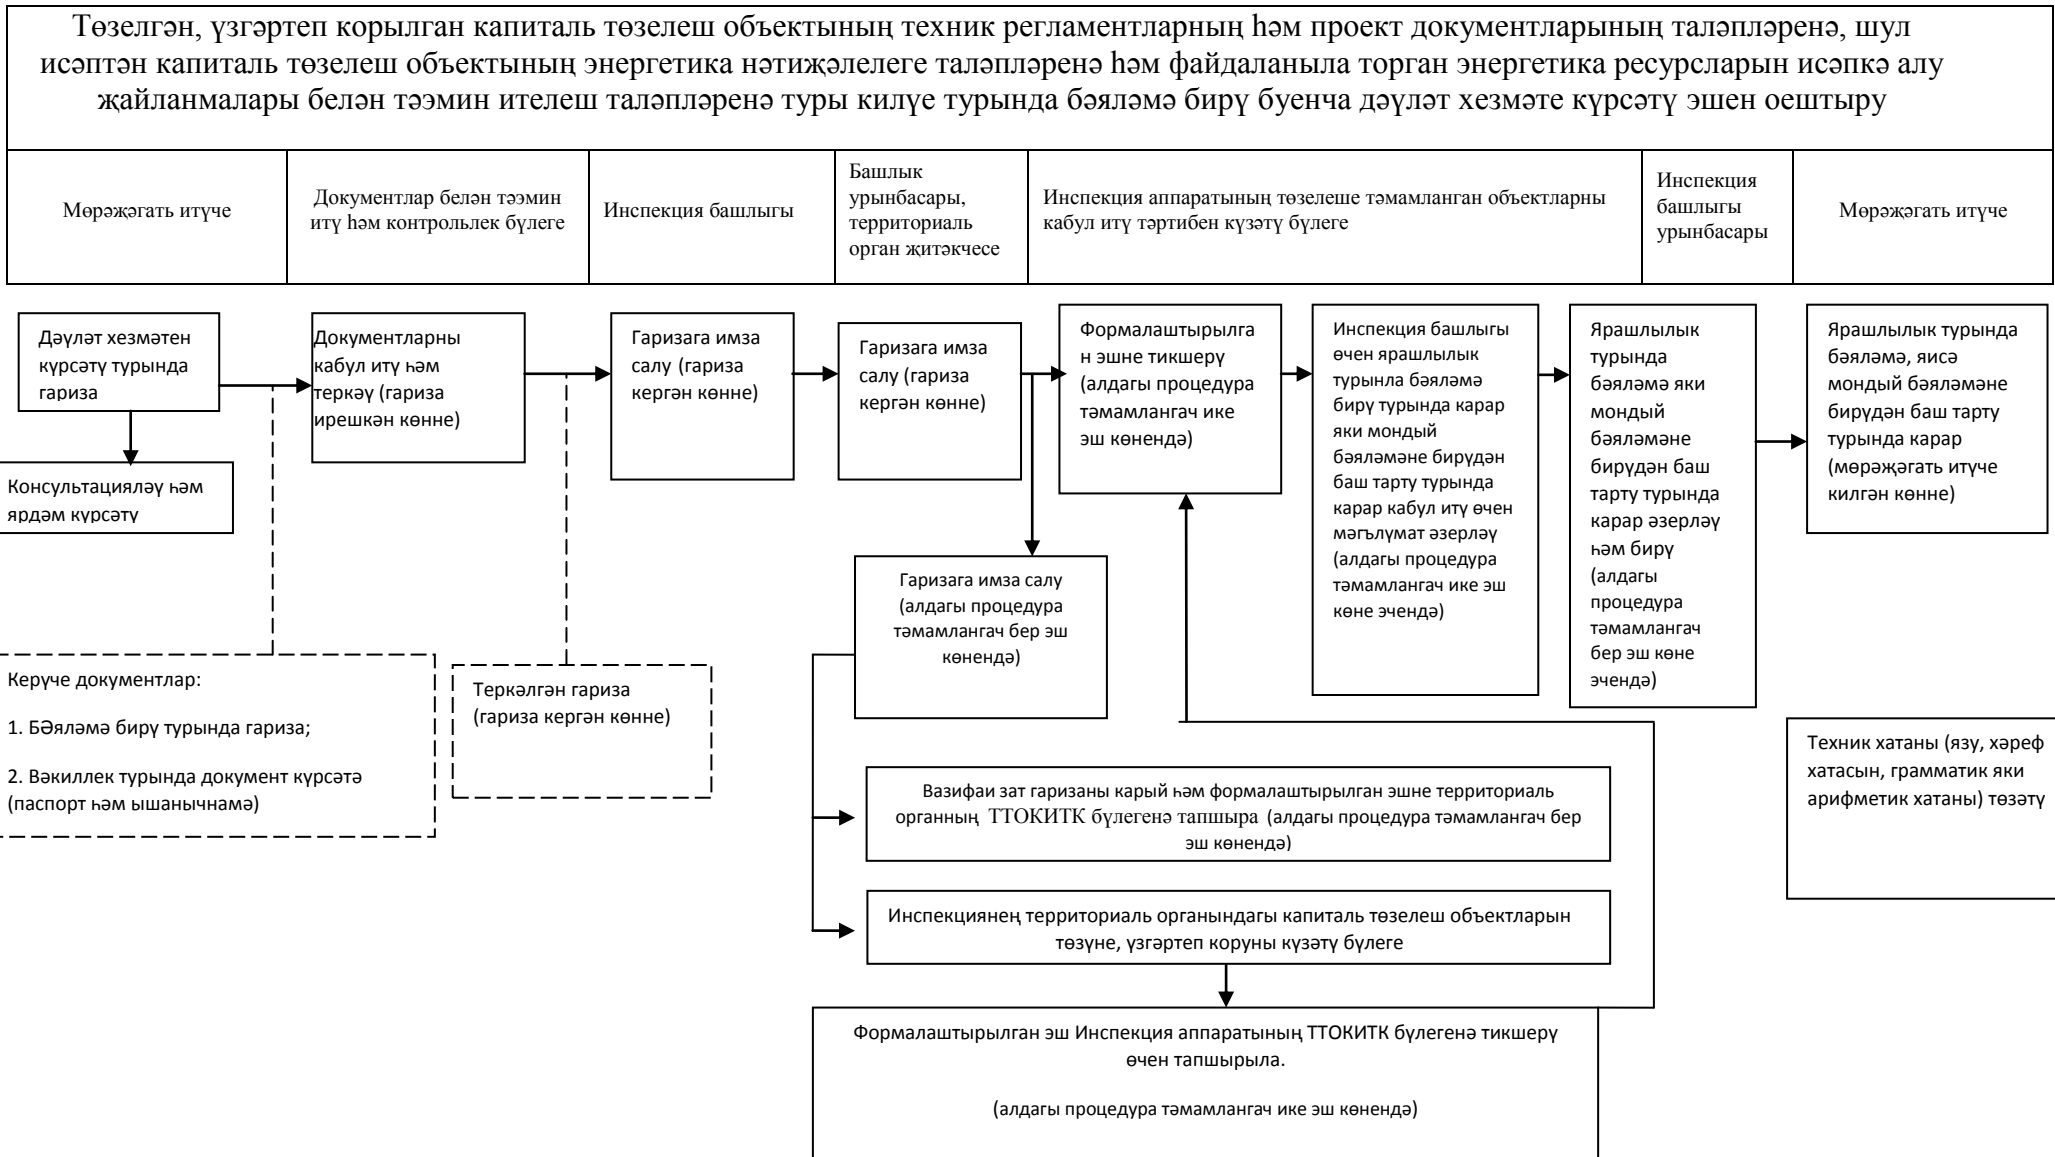 Төзелгән, үзгәртеп корылган капиталь төзелеш объектының техник регламентларның һәм проект документларының таләпләренә, шул
исәптән капиталь төзелеш объектының энергетика нәтиҗәлелеге таләпләренә һәм файдаланыла торган энергетика ресурсларын исәпкә алу
җайланмалары белән тәэмин ителеш таләпләренә туры килүе турында бәяләмә бирү буенча дәүләт хезмәте күрсәтү эшен оештыру
Мөрәҗәгать итүче
Документлар белән тәэмин
итү һәм контрольлек бүлеге
Инспекция башлыгы
Башлык
урынбасары,
территориаль
орган җитәкчесе
Инспекция аппаратының төзелеше тәмамланган объектларны
кабул итү тәртибен күзәтү бүлеге
Инспекция
башлыгы
урынбасары
Мөрәҗәгать итүче
Дәүләт хезмәтен
күрсәтү турында
гариза
Документларны
кабул итү һәм
теркәү (гариза
ирешкән көнне)
Гаризага имза
салу (гариза
кергән көнне)
Гаризага имза
салу (гариза
кергән көнне)
Формалаштырылга
н эшне тикшерү
(алдагы процедура
тәмамлангач ике
эш көнендә)
Инспекция башлыгы
өчен ярашлылык
турынла бәяләмә
бирү турында карар
яки мондый
бәяләмәне бирүдән
баш тарту турында
карар кабул итү өчен
мәгълүмат әзерләү
(алдагы процедура
тәмамлангач ике эш
көне эчендә)
Ярашлылык
турында
бәяләмә яки
мондый
бәяләмәне
бирүдән баш
тарту турында
карар әзерләү
һәм бирү
(алдагы
процедура
тәмамлангач
бер эш көне
эчендә)
Ярашлылык турында
бәяләмә, яисә
мондый бәяләмәне
бирүдән баш тарту
турында карар
(мөрәҗәгать итүче
килгән көнне)
Консультацияләү һәм
ярдәм күрсәтү
Гаризага имза салу
(алдагы процедура
тәмамлангач бер эш
көнендә)
Керүче документлар:
1. БӘяләмә бирү турында гариза;
2. Вәкиллек турында документ күрсәтә
(паспорт һәм ышанычнамә)
Теркәлгән гариза
(гариза кергән көнне)
Техник хатаны (язу, хәреф
хатасын, грамматик яки
арифметик хатаны) төзәтү
Вазифаи зат гаризаны карый һәм формалаштырылган эшне территориаль
органның ТТОКИТК бүлегенә тапшыра (алдагы процедура тәмамлангач бер
эш көнендә)
Инспекциянең территориаль органындагы капиталь төзелеш объектларын
төзүне, үзгәртеп коруны күзәтү бүлеге
Формалаштырылган эш Инспекция аппаратының ТТОКИТК бүлегенә тикшерү
өчен тапшырыла.
(алдагы процедура тәмамлангач ике эш көнендә)